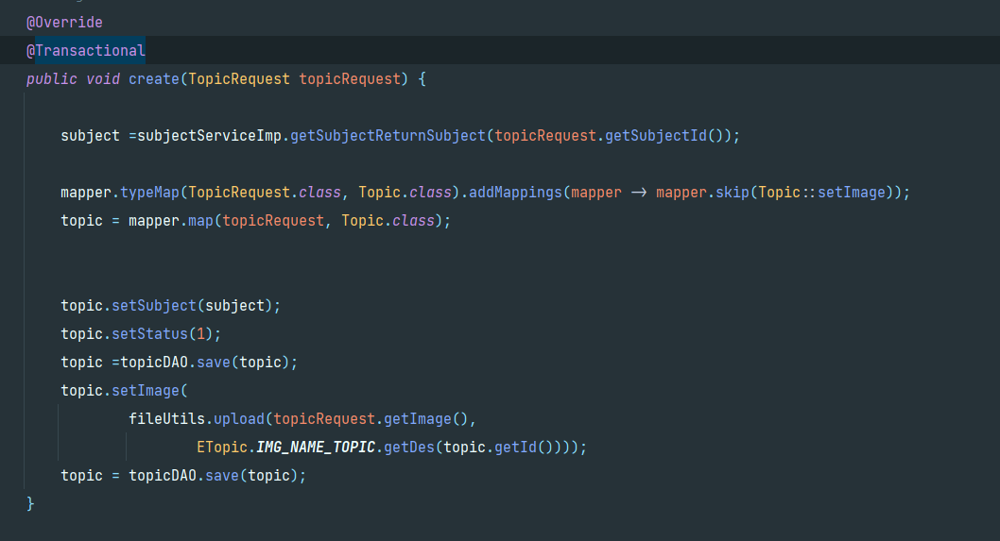 @Override
@Transactional
public void create(TopicRequest topicRequest) {
subject =subjectServiceImp.getSubjectReturnSubject(topicRequest.getSubjectId());
mapper.typeMap(TopicRequest.class, Topic.class).addMappings(mapper -> mapper.skip(Topic::setImage));
topic = mapper.map(topicRequest, Topic.class);
topic.setSubject(subject);
topic.setStatus(1);
topic =topicDAO.save(topic);
topic.setImage(
fileUtils.upload(topicRequest.getImage(),
ETopic.IMG_NAME_TOPIC.getDes(topic.getId())));
topic = topicDAO.save(topic);
}